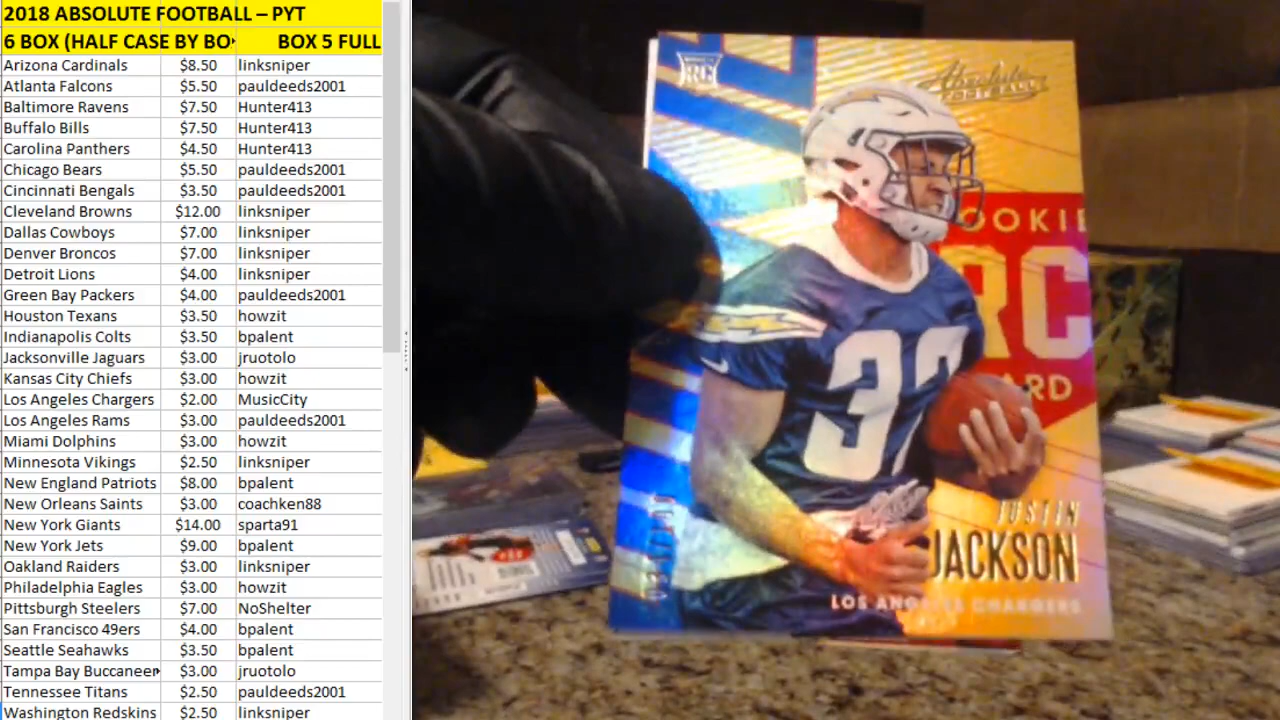 2018 ABSOLUTE FOOTBALL – PYT
6 BOX (HALF CASE BY BO BOX 5 FULL
Arizona Cardinals $8.50 linksniper
Atlanta Falcons $5.50 pauldeeds2001
Baltimore Ravens $7.50 Hunter413
Buffalo Bills $7.50 Hunter413
Carolina Panthers $4.50 Hunter413
Chicago Bears $5.50 pauldeeds2001
Cincinnati Bengals $3.50 pauldeeds2001
Cleveland Browns $12.00 linksniper
Dallas Cowboys $7.00 linksniper
Denver Broncos $7.00 linksniper
Detroit Lions $4.00 linksniper
Green Bay Packers $4.00 pauldeeds2001
Houston Texans $3.50 howzit
Indianapolis Colts $3.50 bpalent
Jacksonville Jaguars $3.00 jruotolo
Kansas City Chiefs $3.00 howzit
Los Angeles Chargers $2.00 MusicCity
Los Angeles Rams $3.00 pauldeeds2001
Miami Dolphins $3.00 howzit
Minnesota Vikings $2.50 linksniper
New England Patriots $8.00 bpalent
New Orleans Saints $3.00 coachken88
New York Giants $14.00 sparta91
New York Jets $9.00 bpalent
Oakland Raiders $3.00 linksniper
Philadelphia Eagles $3.00 howzit
Pittsburgh Steelers $7.00 NoShelter
San Francisco 49ers $4.00 bpalent
Seattle Seahawks $3.50 bpalent
Tampa Bay Buccaneer $3.00 jruotolo
Tennessee Titans $2.50 pauldeeds2001
Washington Redskins $2.50 linksniper
Absolute
FOOTBALL
OOKIE
RC
ARD
32
JUSTIN
JACKSON
LOS ANGELES CHARGERS